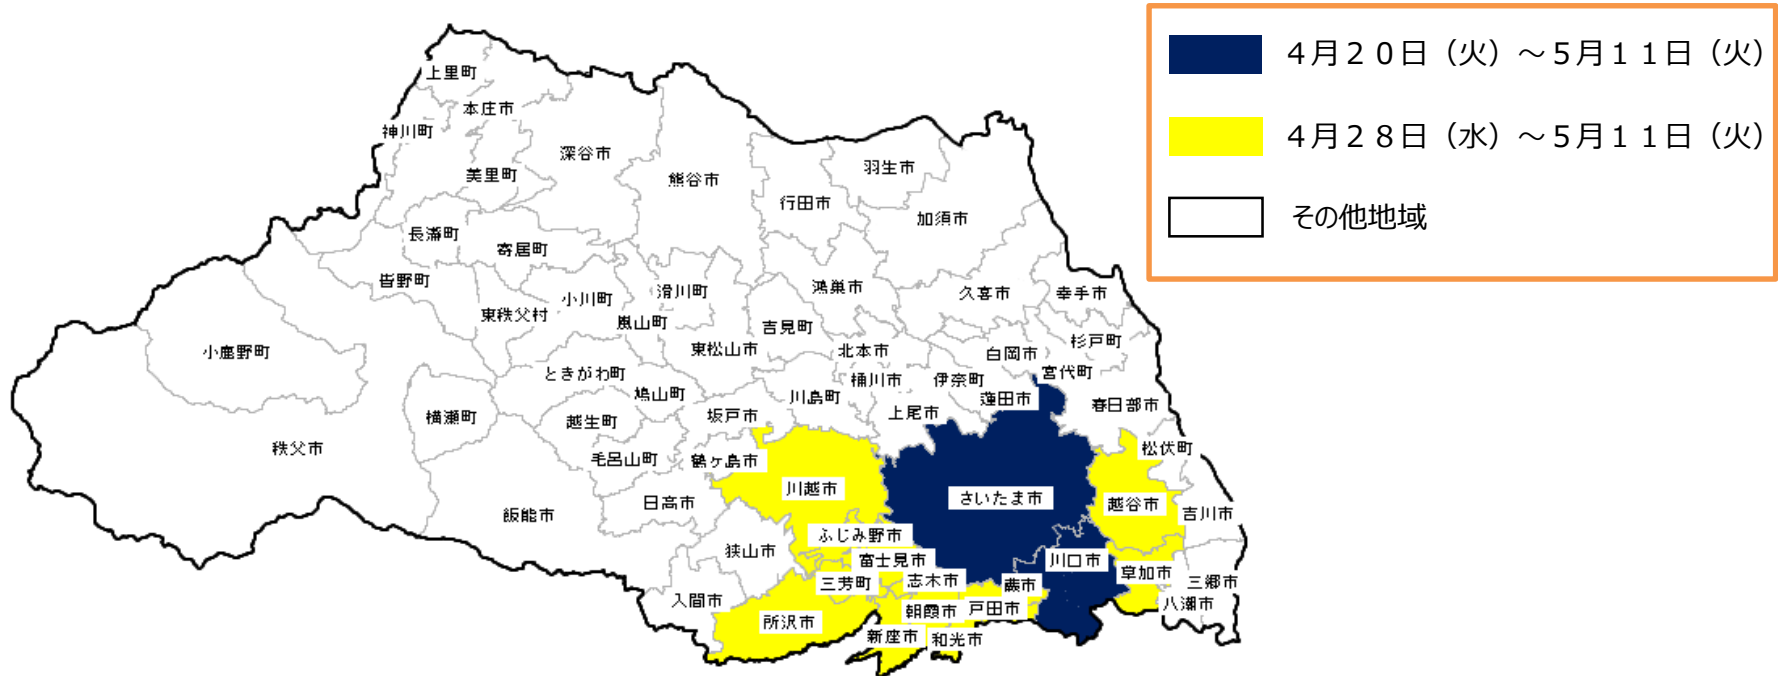 ４月２０日（火）～５月１１日（火）
４月２８日（水）～５月１１日（火）
その他地域
上里町
本庄市
神川町
深谷市
美里町
熊谷市
羽生市
行田市
加須市
長瀞町
寄居町
皆野町
小川町
滑川町
鴻巣市
久喜市
幸手市
東秩父村
嵐山町
吉見町
杉戸町
小鹿野町
東松山市
北本市
白岡市
ときがわ町
桶川市
伊奈町
宮代町
鳩山町
川島町
蓮田市
横瀬町
越生町
坂戸市
上尾市
春日部市
秩父市
毛呂山町
鶴ヶ島市
松伏町
川越市
さいたま市
越谷市
日高市
飯能市
吉川市
ふじみ野市
狭山市
富士見市
川口市
三芳町
志木市
蕨市
草加市
三郷市
入間市
朝霞市
戸田市
八潮市
所沢市
新座市
和光市